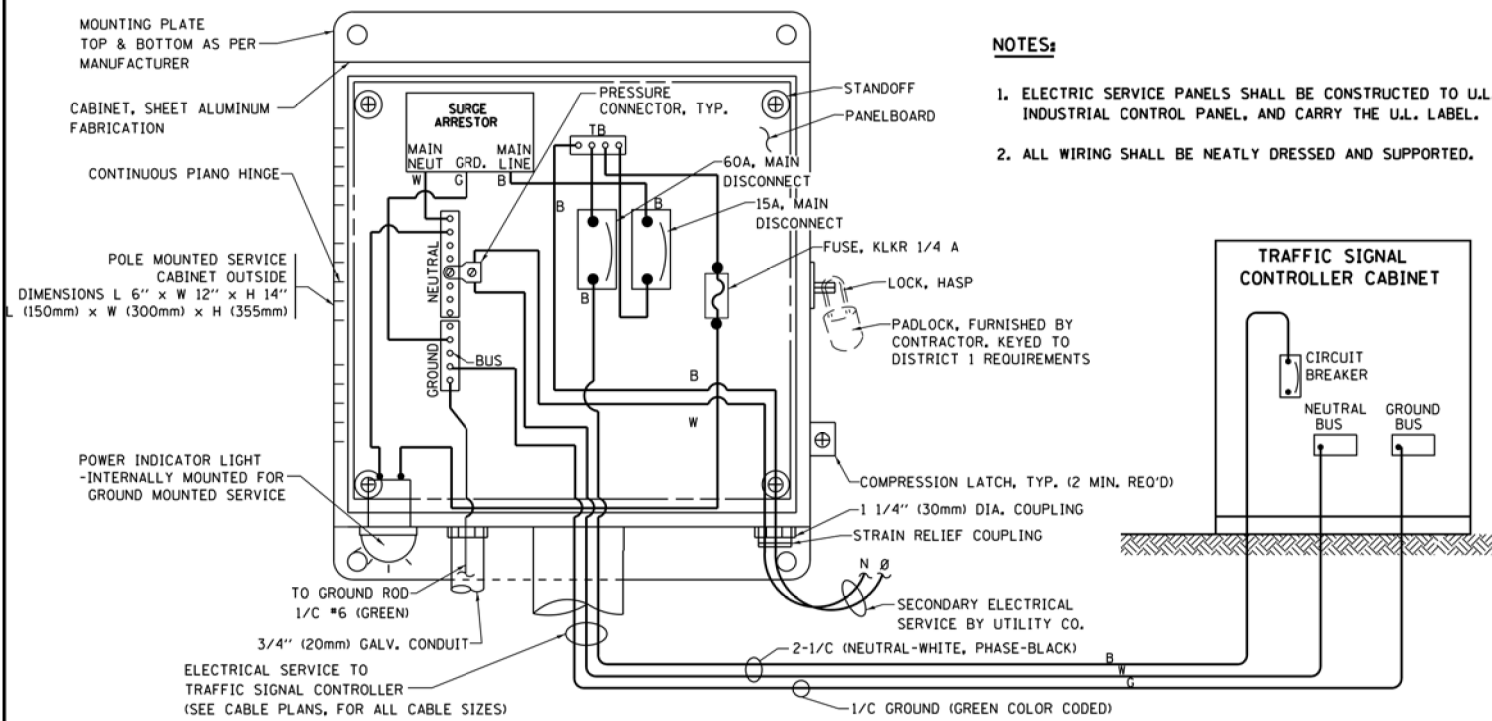 MOUNTING PLATE
TOP & BOTTOM AS PER
MANUFACTURER
CABINET, SHEET ALUMINUM
FABRICATION
CONTINUOUS PIANO HINGE
POLE MOUNTED SERVICE
CABINET OUTSIDE
DIMENSIONS L 6" x W 12" x H 14"
L (150mm) x W (300mm) x H (355mm)
POWER INDICATOR LIGHT
-INTERNALLY MOUNTED FOR
GROUND MOUNTED SERVICE
TO GROUND ROD
1/C #6 (GREEN)
3/4" (20mm) GALV. CONDUIT
ELECTRICAL SERVICE TO
TRAFFIC SIGNAL CONTROLLER
(SEE CABLE PLANS, FOR ALL CABLE SIZES)
SURGE
ARRESTOR
MAIN
NEUT
GRD.
MAIN
LINE
W
G
B
PRESSURE
CONNECTOR, TYP.
TB
NEUTRAL
GROUND
BUS
B
B
B
B
W
STANDOFF
PANELBOARD
60A, MAIN
DISCONNECT
15A, MAIN
DISCONNECT
FUSE, KLKR 1/4 A
LOCK, HASP
PADLOCK, FURNISHED BY
CONTRACTOR. KEYED TO
DISTRICT 1 REQUIREMENTS
COMPRESSION LATCH, TYP. (2 MIN. REQ'D)
1 1/4" (30mm) DIA. COUPLING
STRAIN RELIEF COUPLING
N Ø
SECONDARY ELECTRICAL
SERVICE BY UTILITY CO.
2-1/C (NEUTRAL-WHITE, PHASE-BLACK)
B
W
G
1/C GROUND (GREEN COLOR CODED)
NOTES:
1. ELECTRIC SERVICE PANELS SHALL BE CONSTRUCTED TO U.L.
INDUSTRIAL CONTROL PANEL, AND CARRY THE U.L. LABEL.
2. ALL WIRING SHALL BE NEATLY DRESSED AND SUPPORTED.
TRAFFIC SIGNAL
CONTROLLER CABINET
CIRCUIT
BREAKER
NEUTRAL
BUS
GROUND
BUS